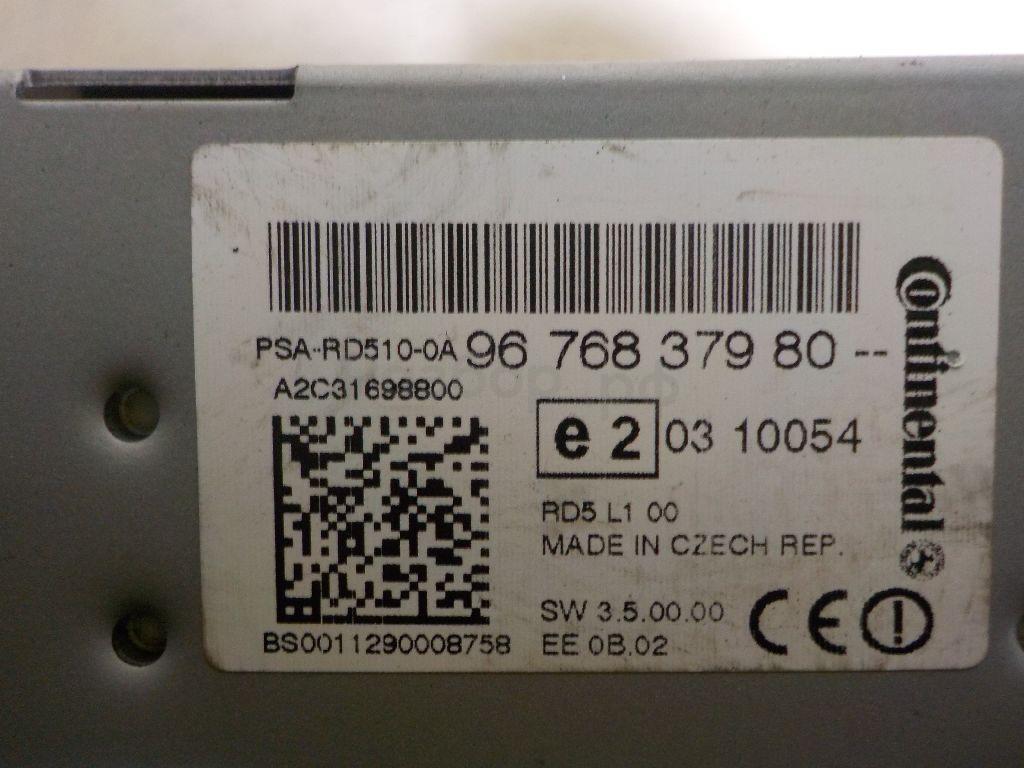 PSA-RD510-0A 96 768 379 80 --
A2C31698800
e2 03 10054
RD5 L1 00
MADE IN CZECH REP.
SW 3.5.00.00
EE 0B.02
BS0011290008758
CE
Continental